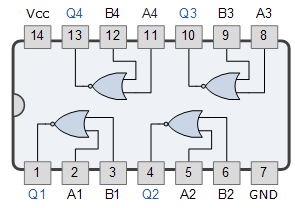 Vcc Q4 B4 A4 Q3 B3 A3
14 13 12 11 10 9 8
1 2 3 4 5 6 7
Q1 A1 B1 Q2 A2 B2 GND